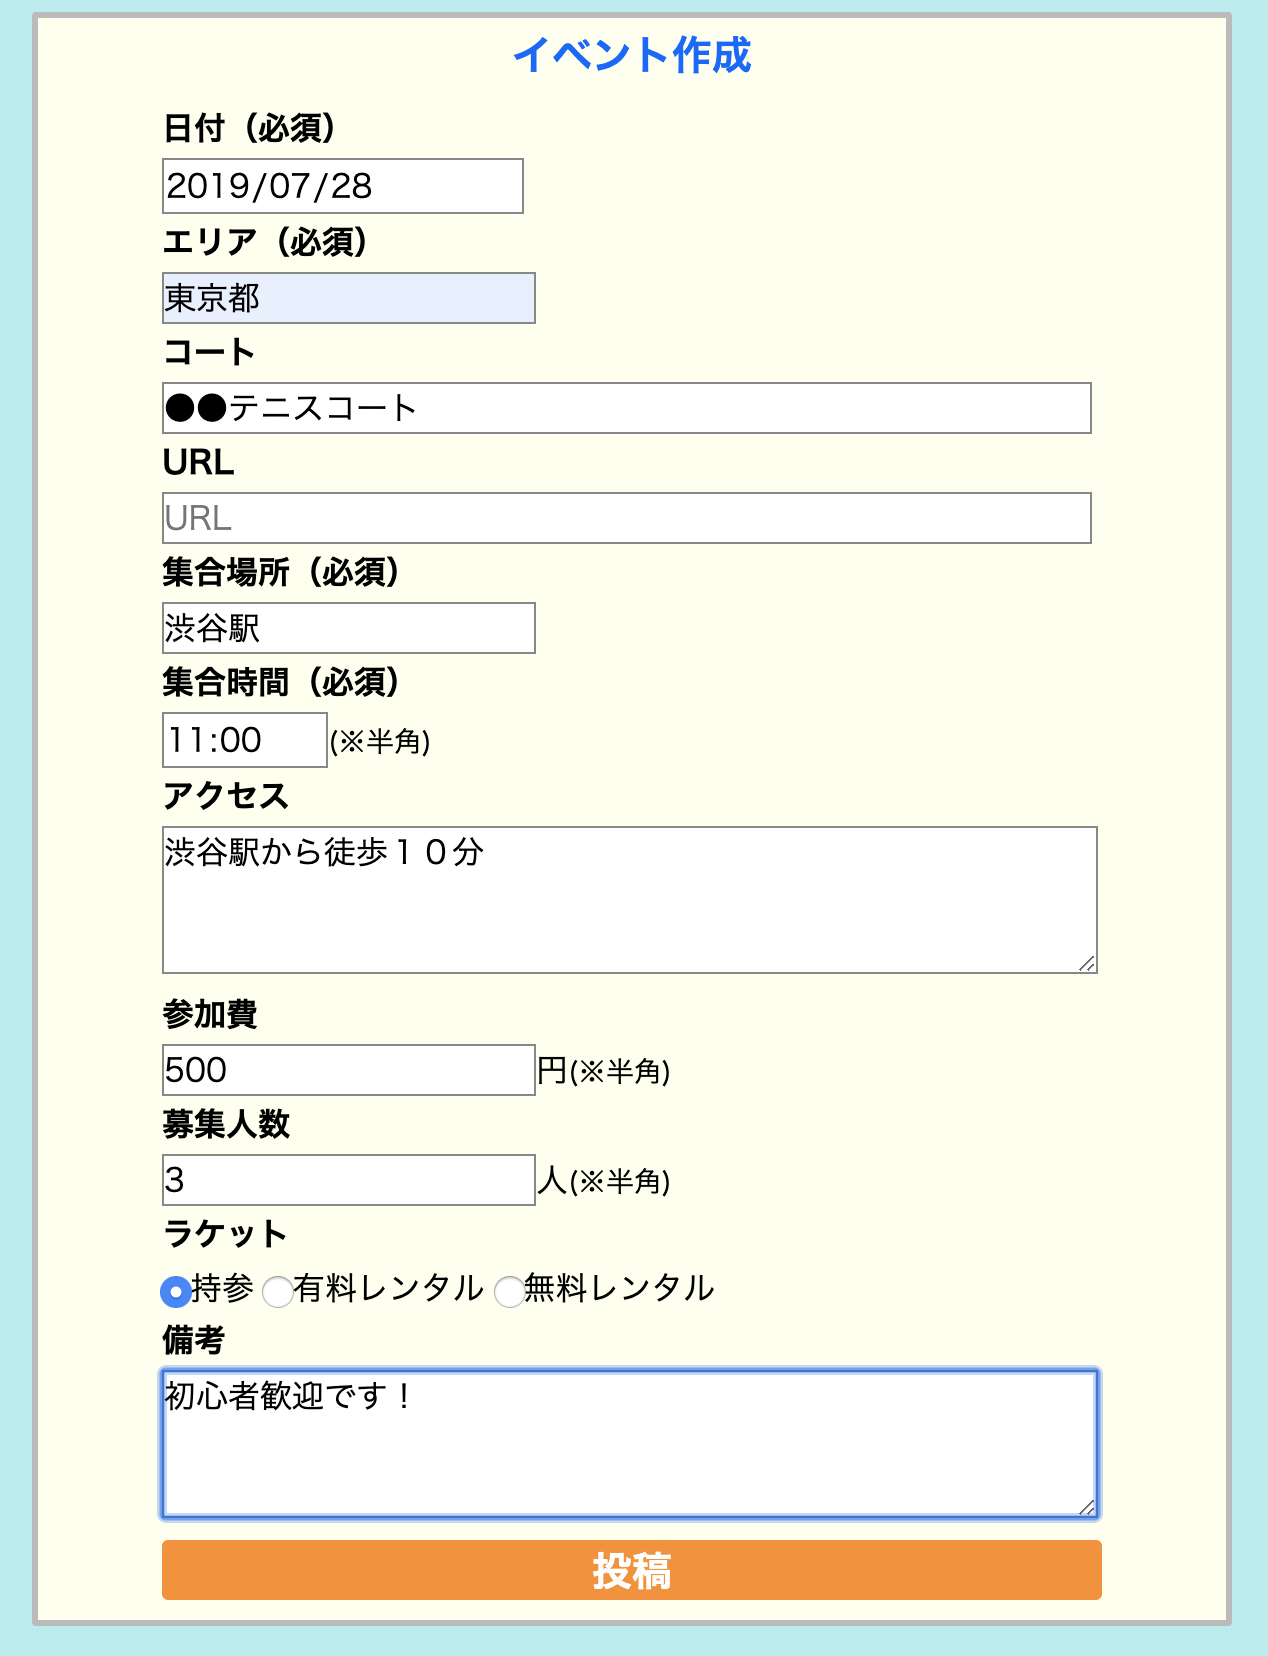 イベント作成
日付（必須）
2019/07/28
エリア（必須）
東京都
コート
●●テニスコート
URL
URL
集合場所（必須）
渋谷駅
集合時間（必須）
11:00(※半角)
アクセス
渋谷駅から徒歩１０分
参加費
500円(※半角)
募集人数
3人(※半角)
ラケット
持参 有料レンタル 無料レンタル
備考
初心者歓迎です！
投稿